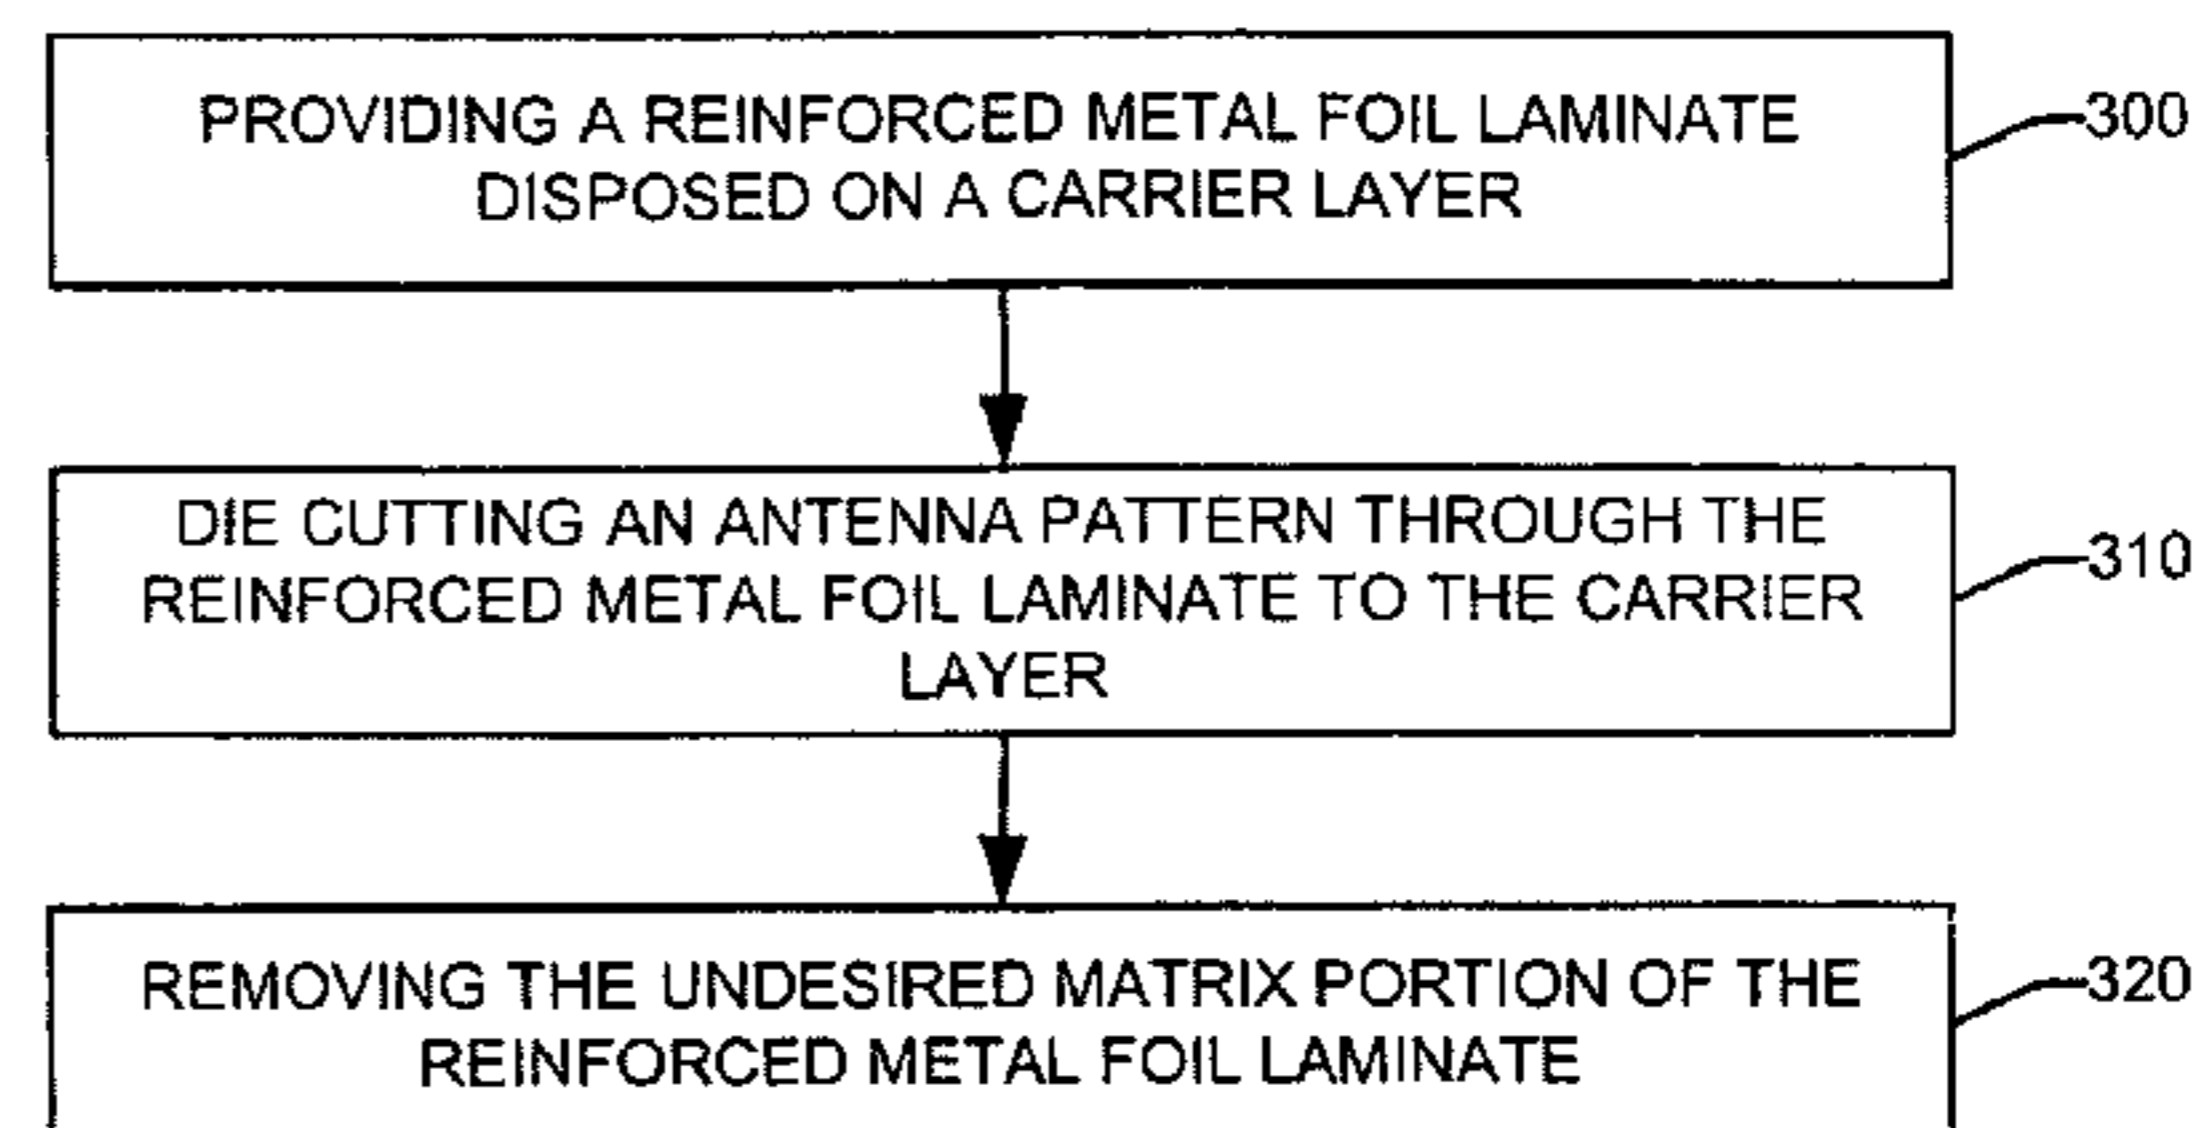 PROVIDING A REINFORCED METAL FOIL LAMINATE
DISPOSED ON A CARRIER LAYER
300
DIE CUTTING AN ANTENNA PATTERN THROUGH THE
REINFORCED METAL FOIL LAMINATE TO THE CARRIER
LAYER
310
REMOVING THE UNDESIRED MATRIX PORTION OF THE
REINFORCED METAL FOIL LAMINATE
320